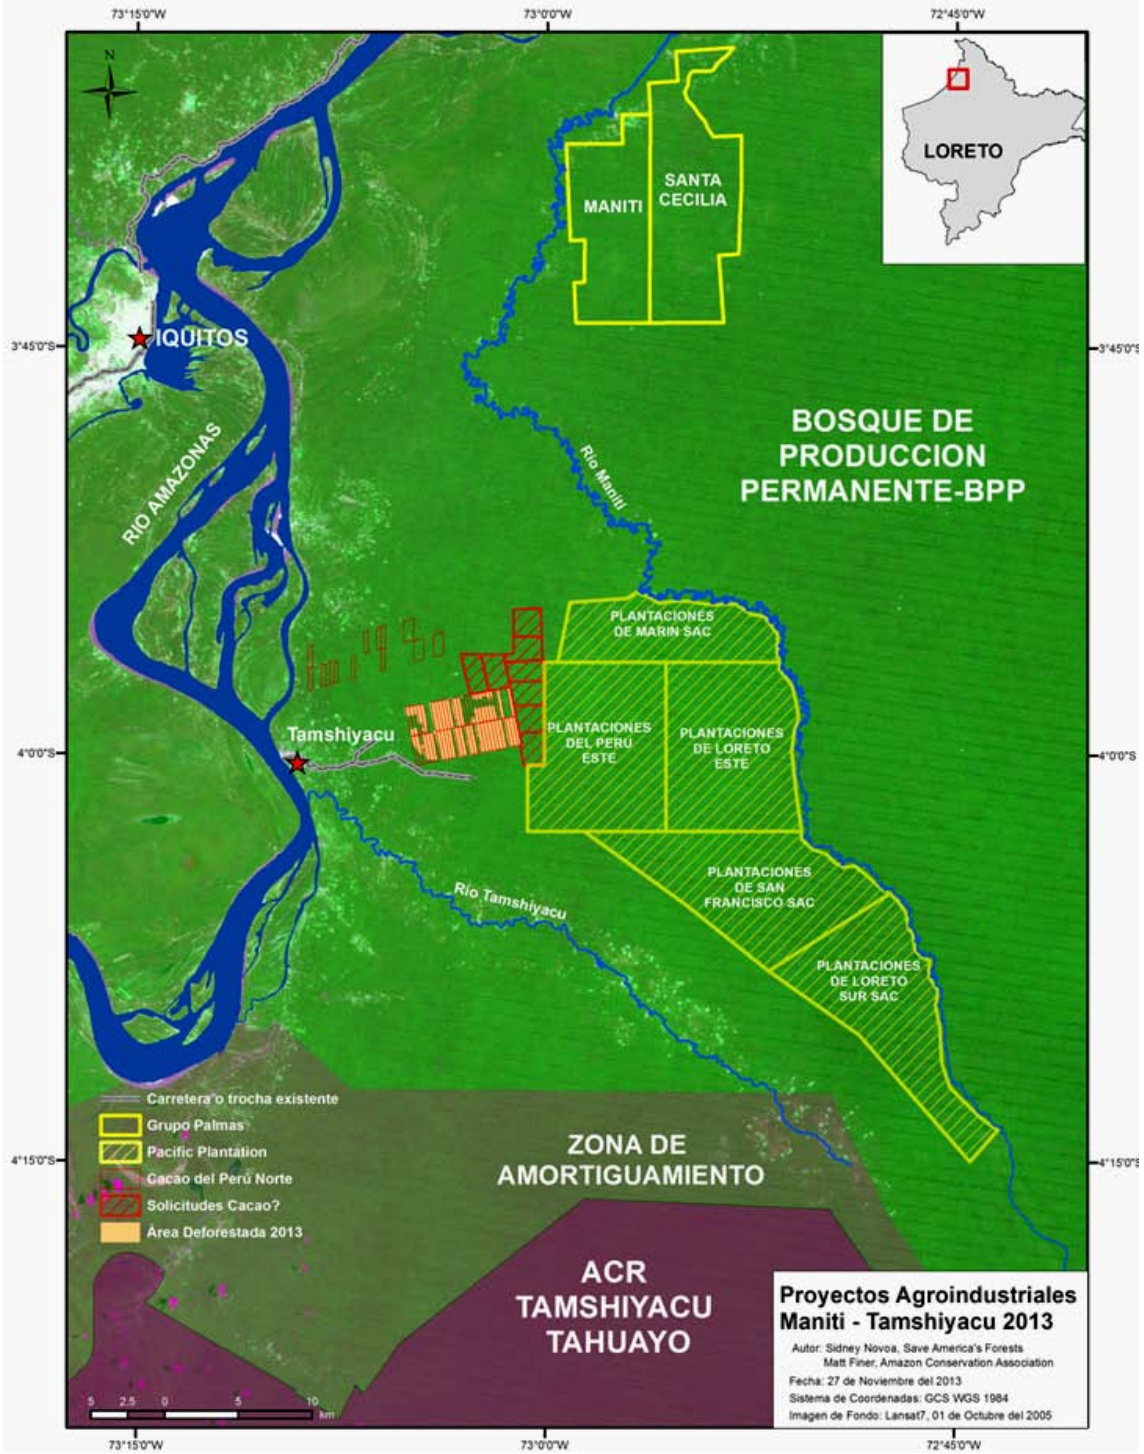 73°15'0"W
73°0'0"W
72°45'0"W
N
LORETO
SANTA
CECILIA
MANITI
3°45'0"S
IQUITOS
3°45'0"S
BOSQUE DE
PRODUCCION
PERMANENTE-BPP
RIO AMAZONAS
Río Maniti
PLANTACIONES
DE MARIN SAC
Tamshiyacu
PLANTACIONES
DEL PERU
ESTE
PLANTACIONES
DE LORETO
ESTE
4°0'0"S
4°0'0"S
PLANTACIONES
DE SAN
FRANCISCO SAC
Río Tamshiyacu
PLANTACIONES
DE LORETO
SUR SAC
Carretera o trocha existente
Grupo Palmas
Pacific Plantation
Cacao del Perú Norte
Solicitudes Cacao?
Área Deforestada 2013
4°15'0"S
4°15'0"S
ZONA DE
AMORTIGUAMIENTO
ACR
TAMSHIYACU
TAHUAYO
Proyectos Agroindustriales
Maniti - Tamshiyacu 2013
Autor: Sidney Novoa, Save America's Forests
Matt Finer, Amazon Conservation Association
Fecha: 27 de Noviembre del 2013
Sistema de Coordenadas: GCS WGS 1984
Imagen de Fondo: Lansat7, 01 de Octubre del 2005
5 2.5 0 5 10
km
73°15'0"W
73°0'0"W
72°45'0"W